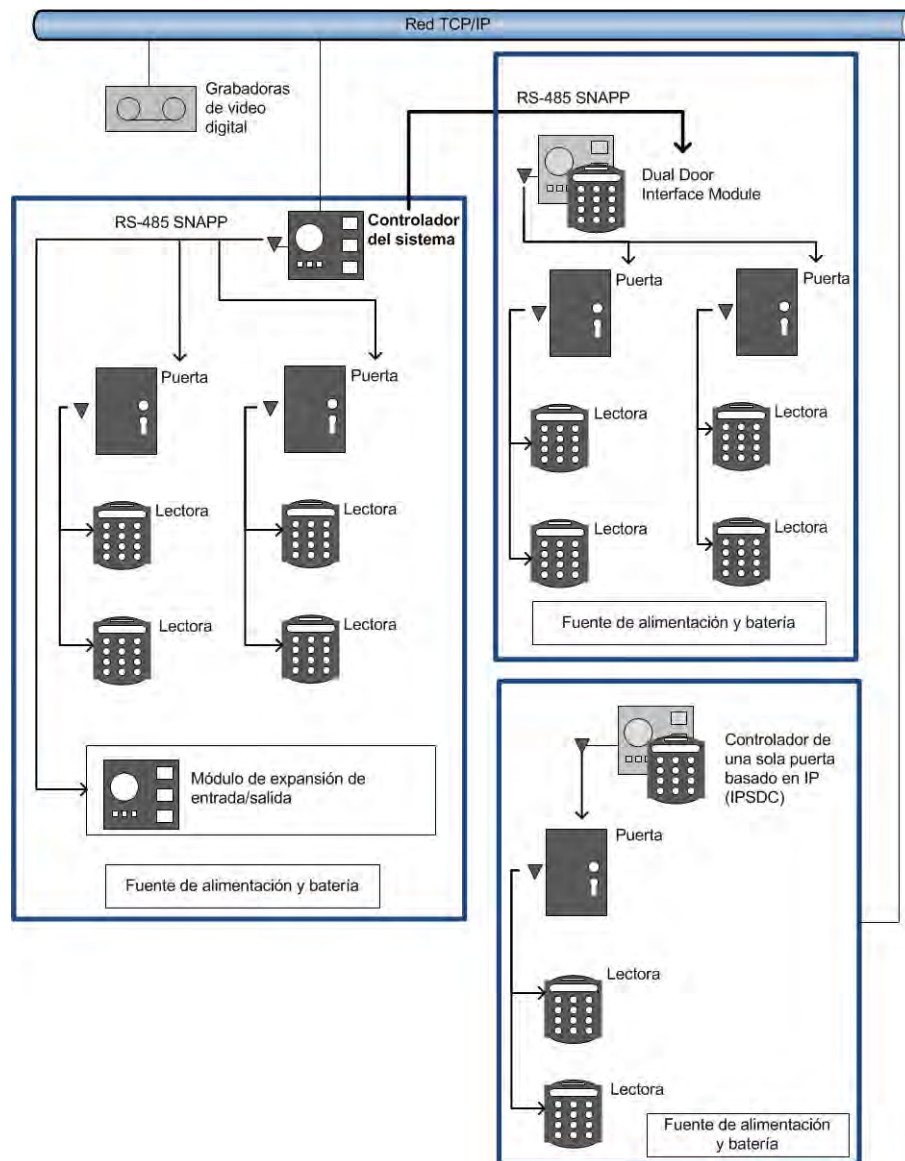 Red TCP/IP
Grabadoras
de video
digital
RS-485 SNAPP
Controlador
del sistema
Puerta
Puerta
Lectora
Lectora
Lectora
Lectora
Módulo de expansión de
entrada/salida
Fuente de alimentación y batería
RS-485 SNAPP
Dual Door
Interface Module
Puerta
Puerta
Lectora
Lectora
Lectora
Lectora
Fuente de alimentación y batería
Controlador de
una sola puerta
basado en IP
(IPSDC)
Puerta
Lectora
Lectora
Fuente de alimentación
y batería